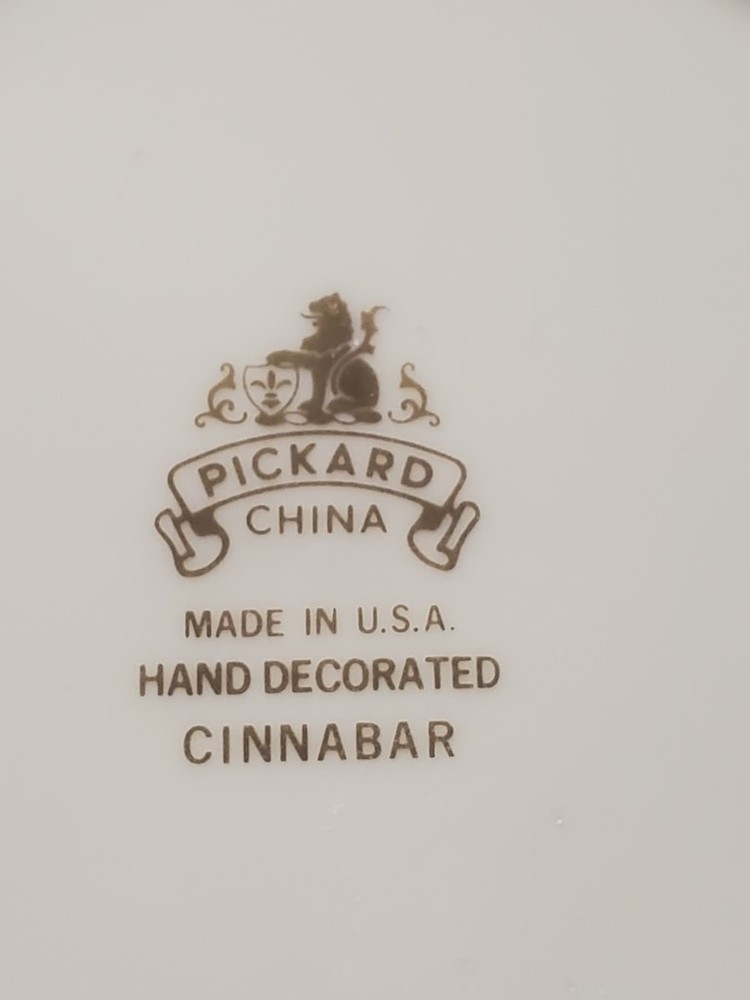 PICKARD
CHINA
MADE IN U.S.A.
HAND DECORATED
CINNABAR